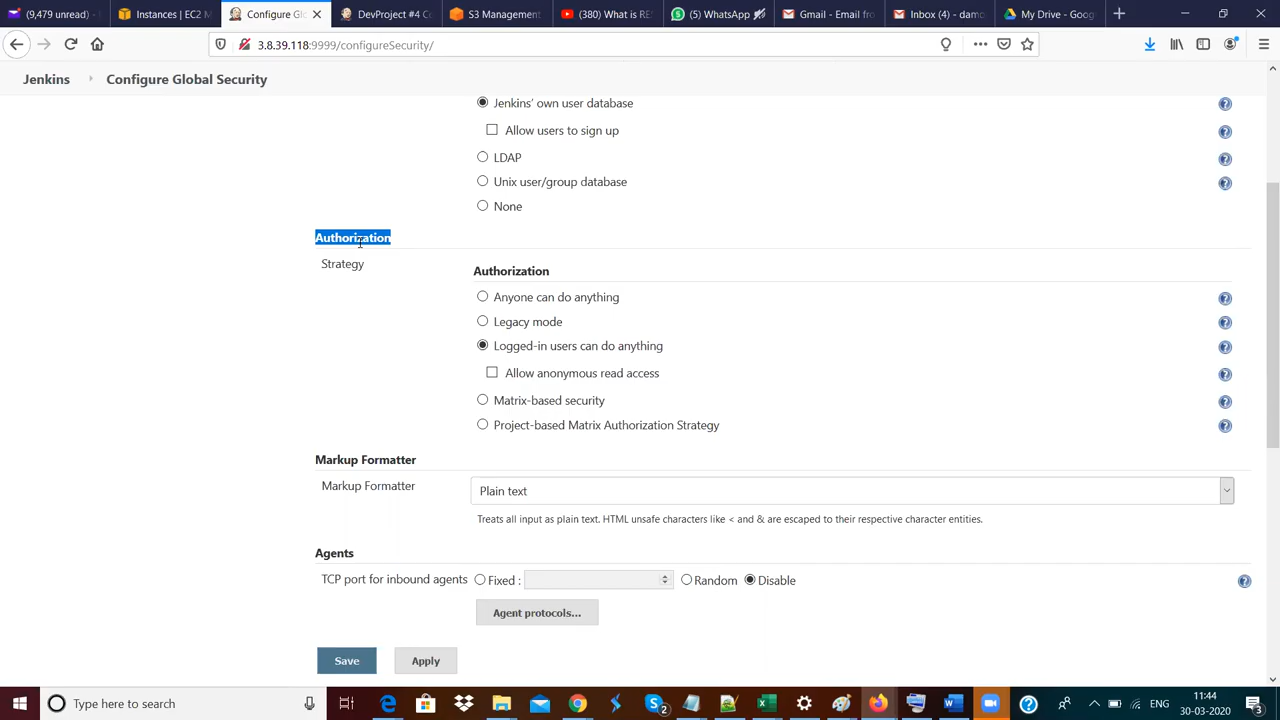 (9,479 unread)
Instances | EC2 M
Configure Glo
DevProject #4 Co
S3 Management
(380) What is RE
(5) WhatsApp
Gmail - Email fro
Inbox (4) - damo
My Drive - Goog
3.8.39.118:9999/configureSecurity/
Jenkins
Configure Global Security
Jenkins' own user database
Allow users to sign up
LDAP
Unix user/group database
None
Authorization
Strategy
Authorization
Anyone can do anything
Legacy mode
Logged-in users can do anything
Allow anonymous read access
Matrix-based security
Project-based Matrix Authorization Strategy
Markup Formatter
Markup Formatter
Plain text
Treats all input as plain text. HTML unsafe characters like < and & are escaped to their respective character entities.
Agents
TCP port for inbound agents
Fixed :
Random
Disable
Agent protocols...
Save
Apply
Type here to search
2
ENG
11:44
30-03-2020
3